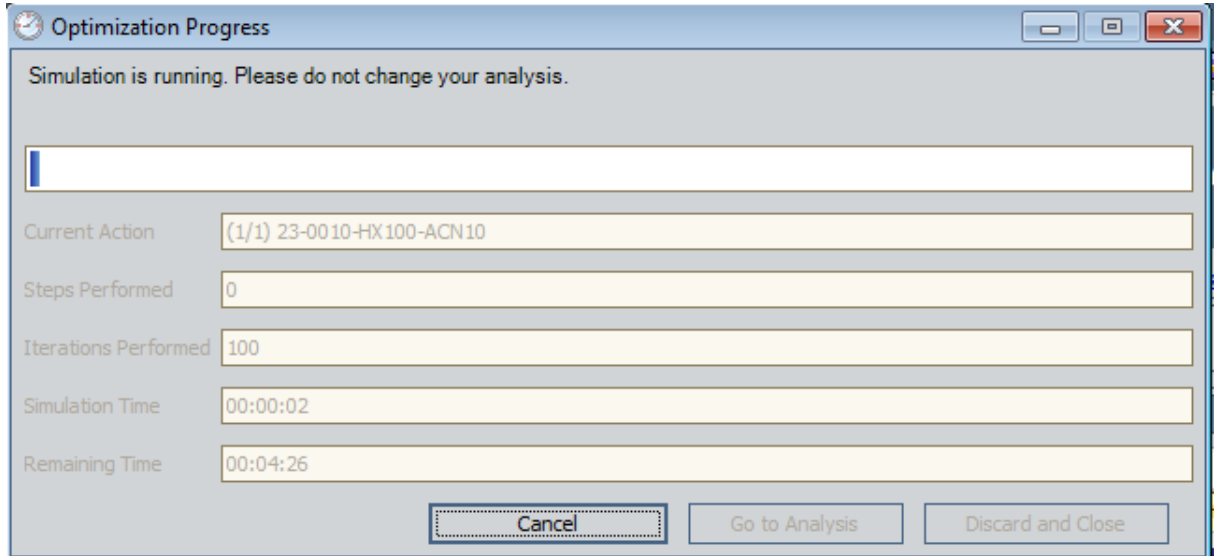 Optimization Progress
Simulation is running. Please do not change your analysis.
Current Action (1/1) 23-0010-HX100-ACN10
Steps Performed 0
Iterations Performed 100
Simulation Time 00:00:02
Remaining Time 00:04:26
Cancel Go to Analysis Discard and Close